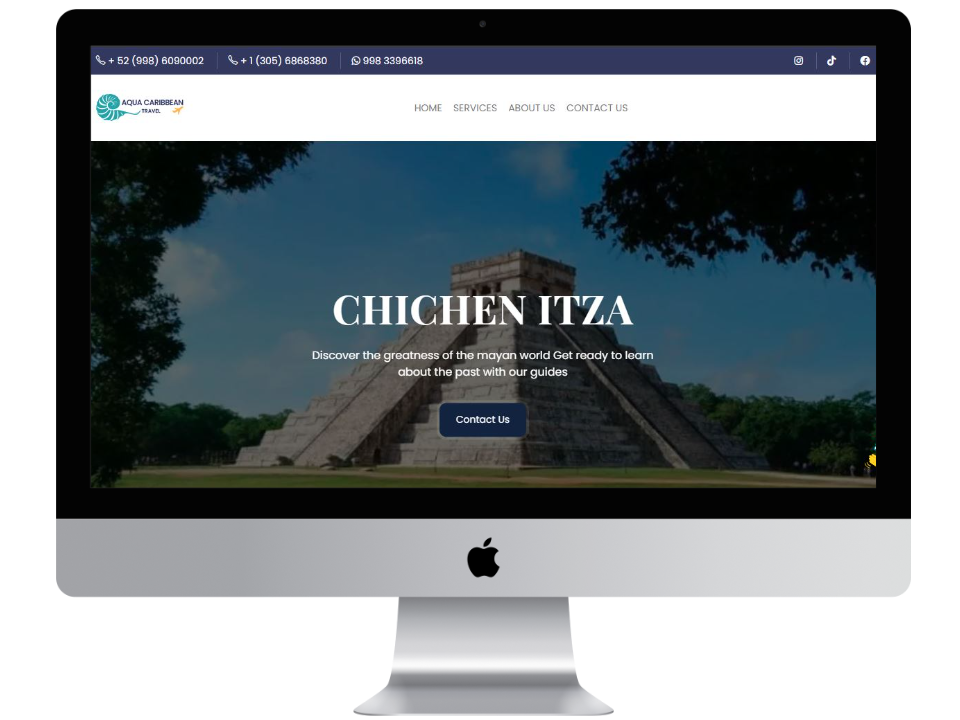 + 52 (998) 6090002
+ 1 (305) 6868380
998 3396618
AQUA CARIBBEAN
TRAVEL
HOME SERVICES ABOUT US CONTACT US
CHICHEN ITZA
Discover the greatness of the mayan world Get ready to learn
about the past with our guides
Contact Us